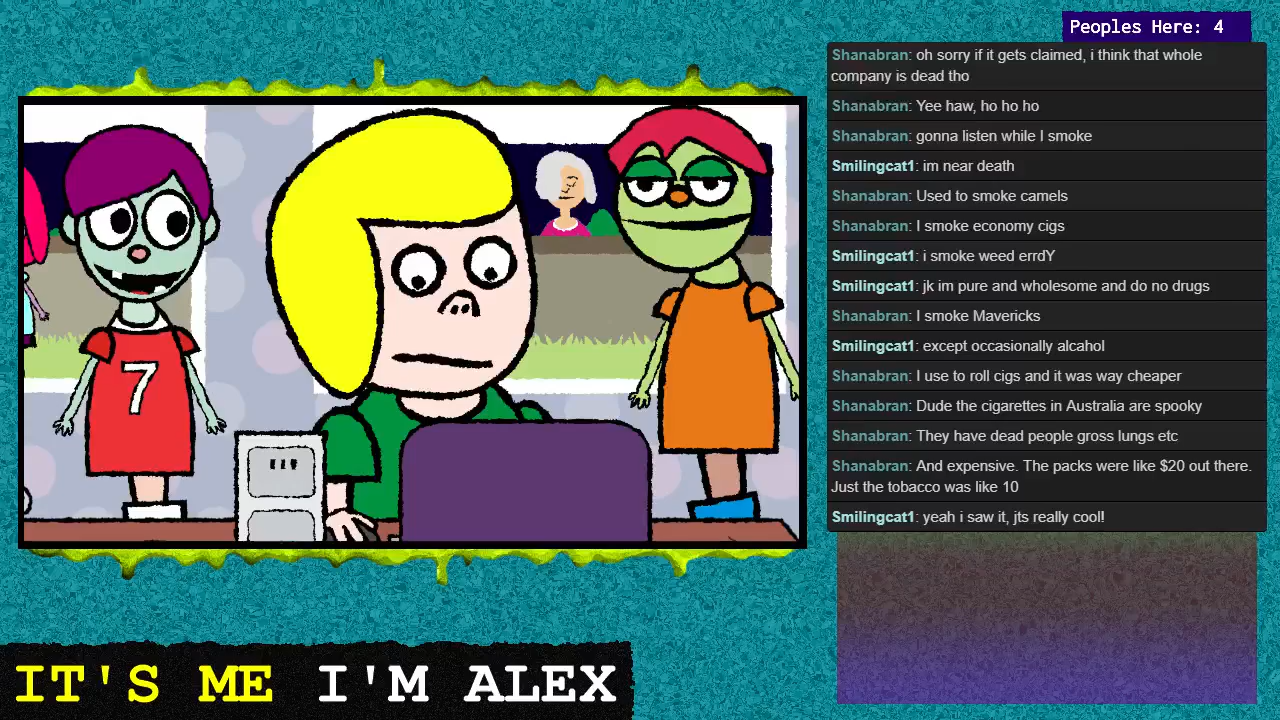 Peoples Here: 4
Shanabran: oh sorry if it gets claimed, i think that whole
company is dead tho
Shanabran: Yee haw, ho ho ho
Shanabran: gonna listen while I smoke
Smilingcat1: im near death
Shanabran: Used to smoke camels
Shanabran: I smoke economy cigs
Smilingcat1: i smoke weed errdY
Smilingcat1: jk im pure and wholesome and do no drugs
Shanabran: I smoke Mavericks
Smilingcat1: except occasionally alcahol
Shanabran: I use to roll cigs and it was way cheaper
Shanabran: Dude the cigarettes in Australia are spooky
Shanabran: They have dead people gross lungs etc
Shanabran: And expensive. The packs were like $20 out there.
Just the tobacco was like 10
Smilingcat1: yeah i saw it, jts really cool!
7
IT'S ME I'M ALEX